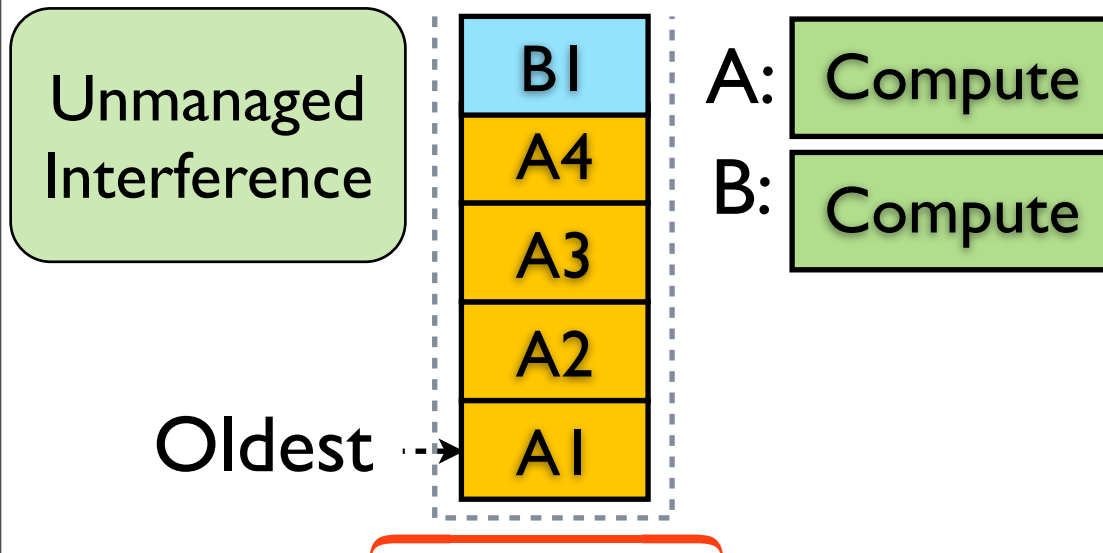 Unmanaged
Interference
B1
A4
A3
A2
A1
Oldest
A: Compute
B: Compute